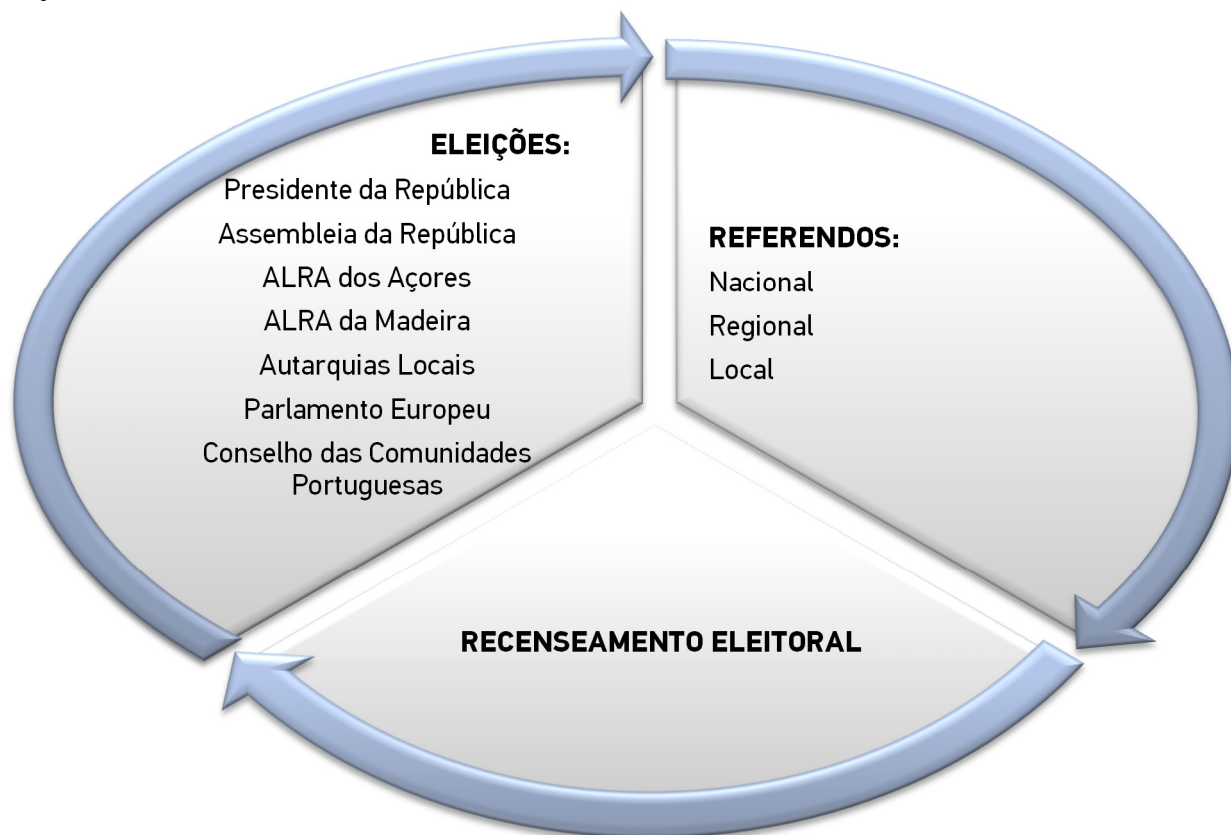 ELEIÇÕES:
Presidente da República
Assembleia da República
ALRA dos Açores
ALRA da Madeira
Autarquias Locais
Parlamento Europeu
Conselho das Comunidades
Portuguesas
REFERENDOS:
Nacional
Regional
Local
RECENSEAMENTO ELEITORAL